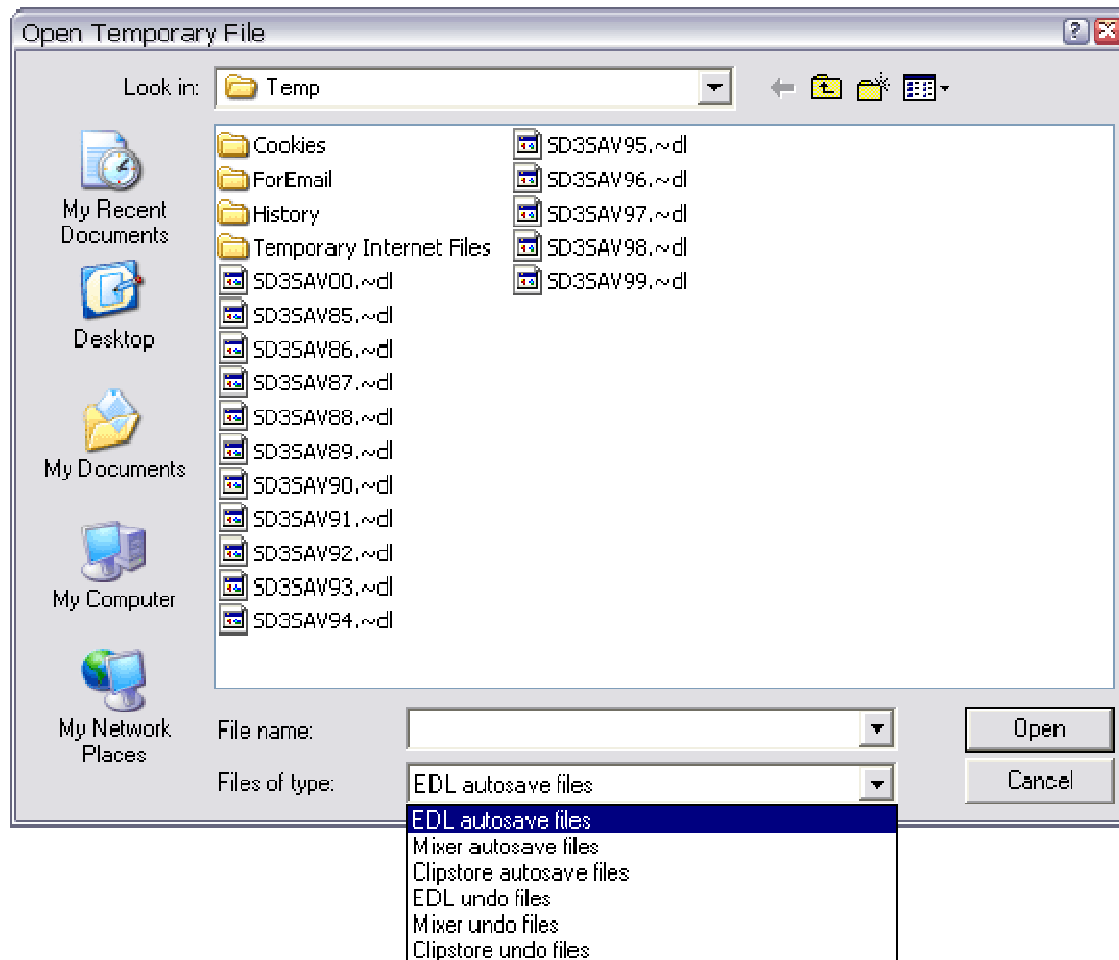 Open Temporary File
Look in:
Temp
My Recent
Documents
Desktop
My Documents
My Computer
My Network
Places
Cookies
ForEmail
History
Temporary Internet Files
SD3SAV00.~dl
SD3SAV85.~dl
SD3SAV86.~dl
SD3SAV87.~dl
SD3SAV88.~dl
SD3SAV89.~dl
SD3SAV90.~dl
SD3SAV91.~dl
SD3SAV92.~dl
SD3SAV93.~dl
SD3SAV94.~dl
SD3SAV95.~dl
SD3SAV96.~dl
SD3SAV97.~dl
SD3SAV98.~dl
SD3SAV99.~dl
File name:
Open
Files of type:
EDL autosave files
Cancel
EDL autosave files
Mixer autosave files
Clipstore autosave files
EDL undo files
Mixer undo files
Clipstore undo files